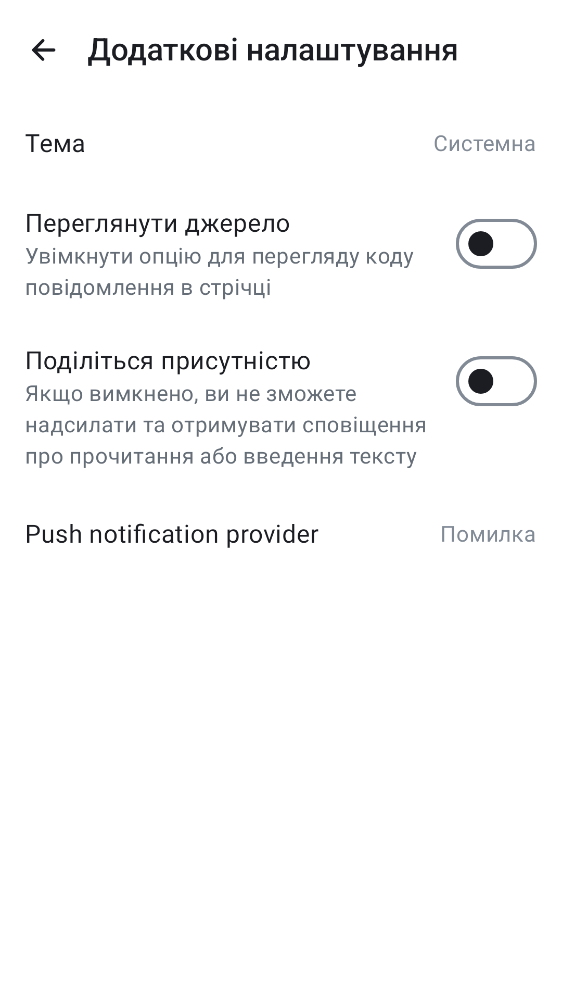 Додаткові налаштування
Тема
Системна
Переглянути джерело
Увімкнути опцію для перегляду коду
повідомлення в стрічці
Поділіться присутністю
Якщо вимкнено, ви не зможете
надсилати та отримувати сповіщення
про прочитання або введення тексту
Push notification provider
Помилка